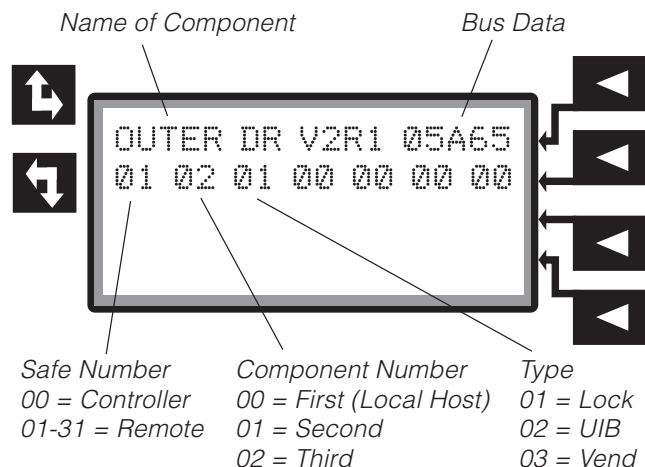 Name of Component Bus Data
OUTER DR V2R1 05A65
01 02 01 00 00 00 00
Safe Number Component Number Type
00 = Controller 00 = First (Local Host) 01 = Lock
01-31 = Remote 01 = Second 02 = UIB
02 = Third 03 = Vend